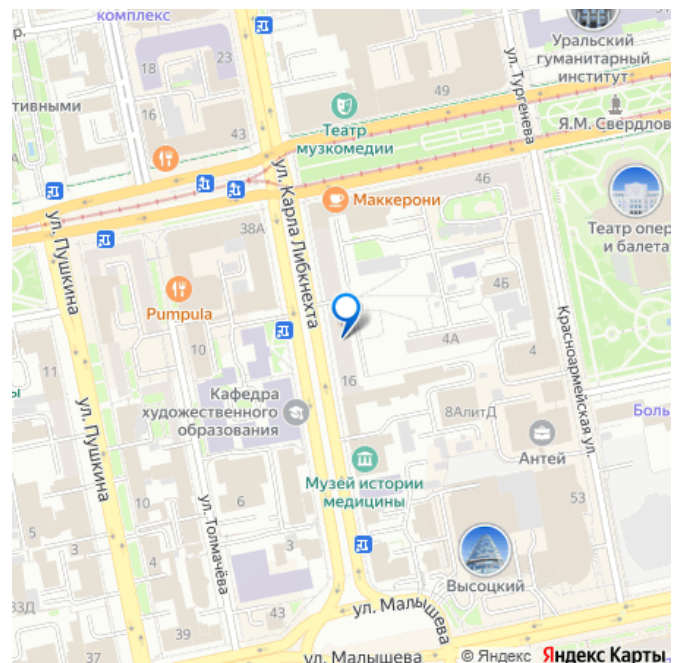 комплекс
р.
18
23
16
тивными
43
Театр
музкомедии
49
ул. Тургенева
Уральский
гуманитарный
институт
Я.М. Свердлов
ул. Пушкина
ул. Карла Либкнехта
Маккерони
46
38А
Театр опер
и балета
4Б
Pumpula
10
4А
4
Красноармейская ул.
11
ы
16
Кафедра
художественного
образования
8АлитД
Боль
Антей
ул. Пушкина
Музей истории
медицины
10
6
53
ул. Толмачёва
5
3
3
Высоцкий
33Д
43
ул. Малышева
39
37
ул. Малышева
44
© Яндекс Яндекс Карты